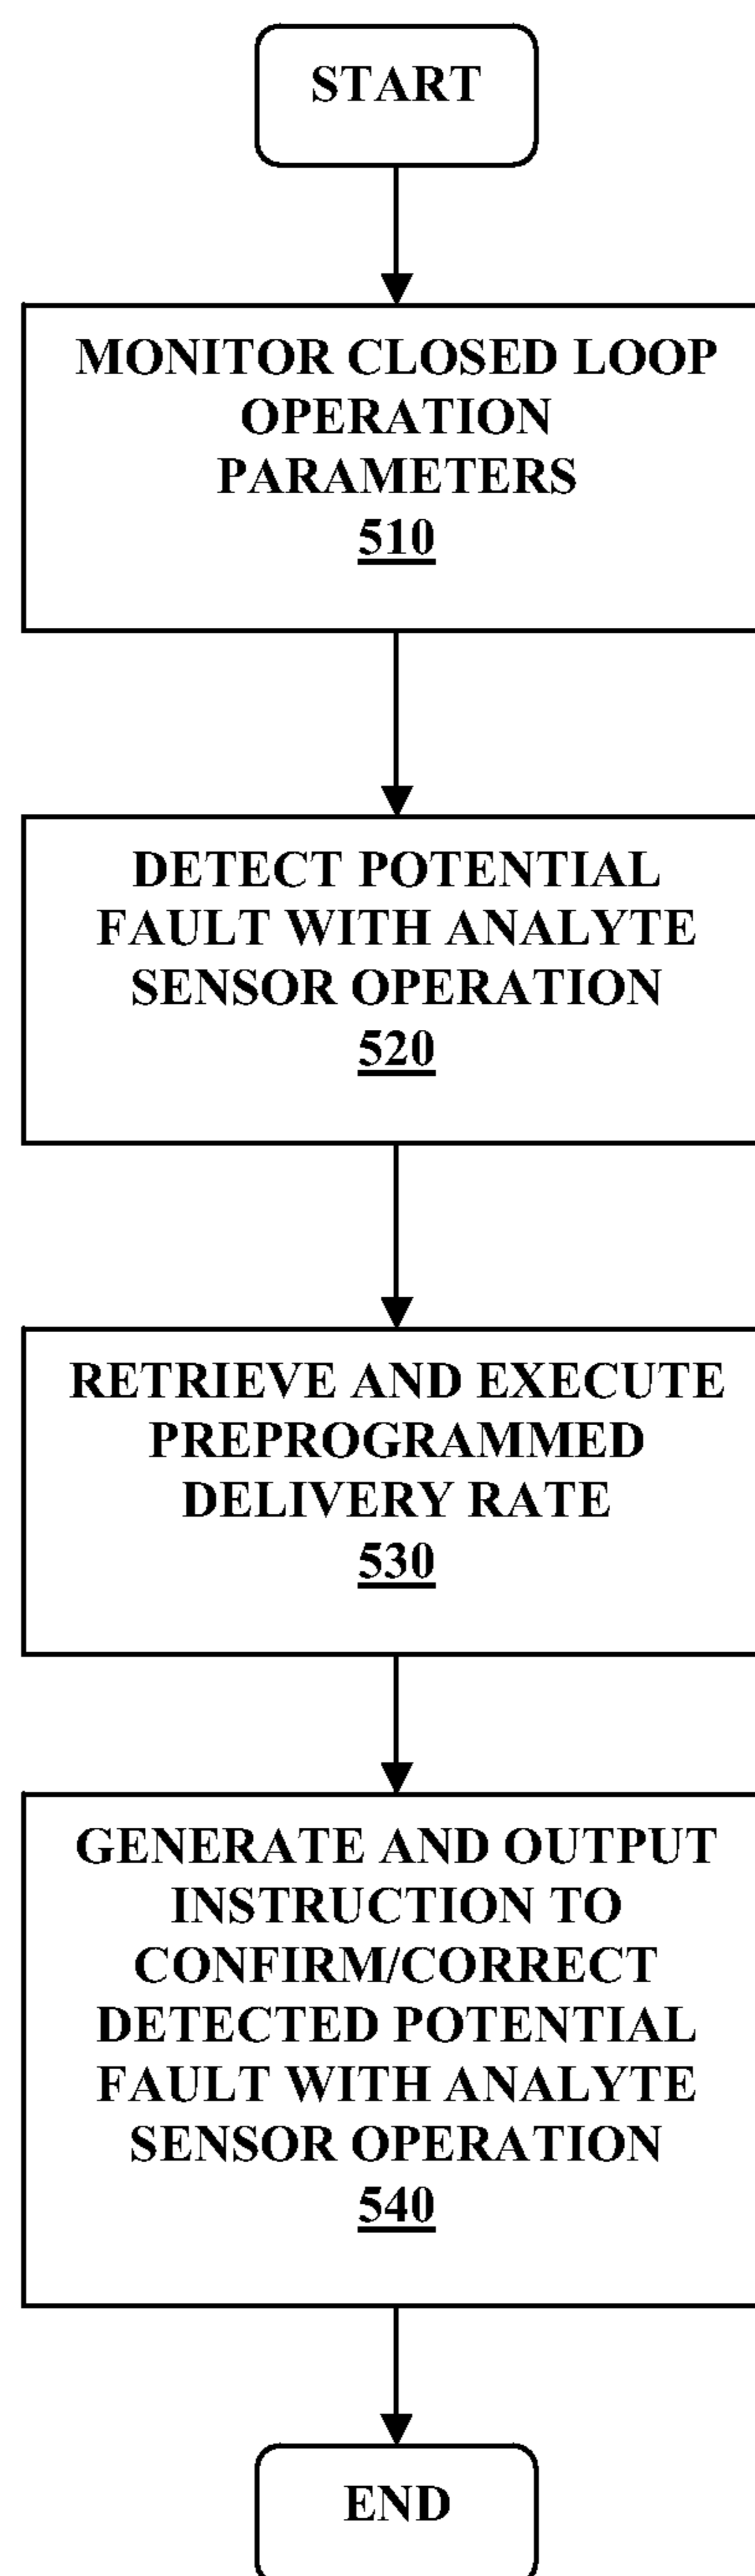 START
MONITOR CLOSED LOOP
OPERATION
PARAMETERS
510
DETECT POTENTIAL
FAULT WITH ANALYTE
SENSOR OPERATION
520
RETRIEVE AND EXECUTE
PREPROGRAMMED
DELIVERY RATE
530
GENERATE AND OUTPUT
INSTRUCTION TO
CONFIRM/CORRECT
DETECTED POTENTIAL
FAULT WITH ANALYTE
SENSOR OPERATION
540
END